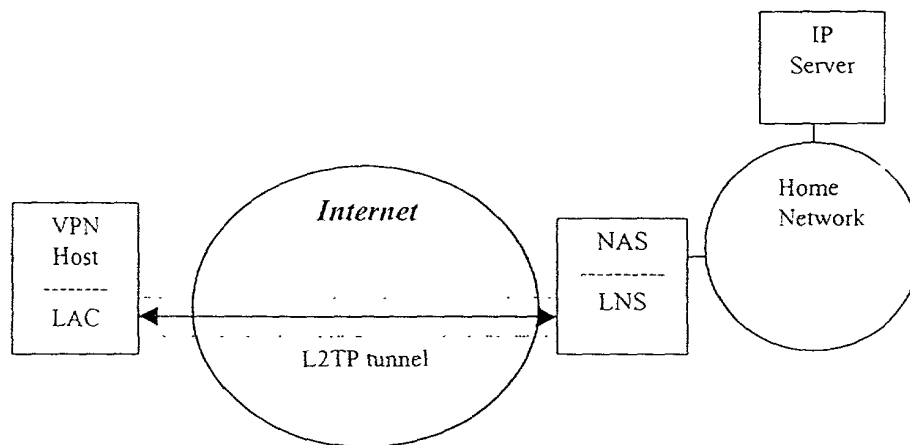 IP
Server
Internet
Home
Network
VPN
Host
LAC
NAS
LNS
L2TP tunnel